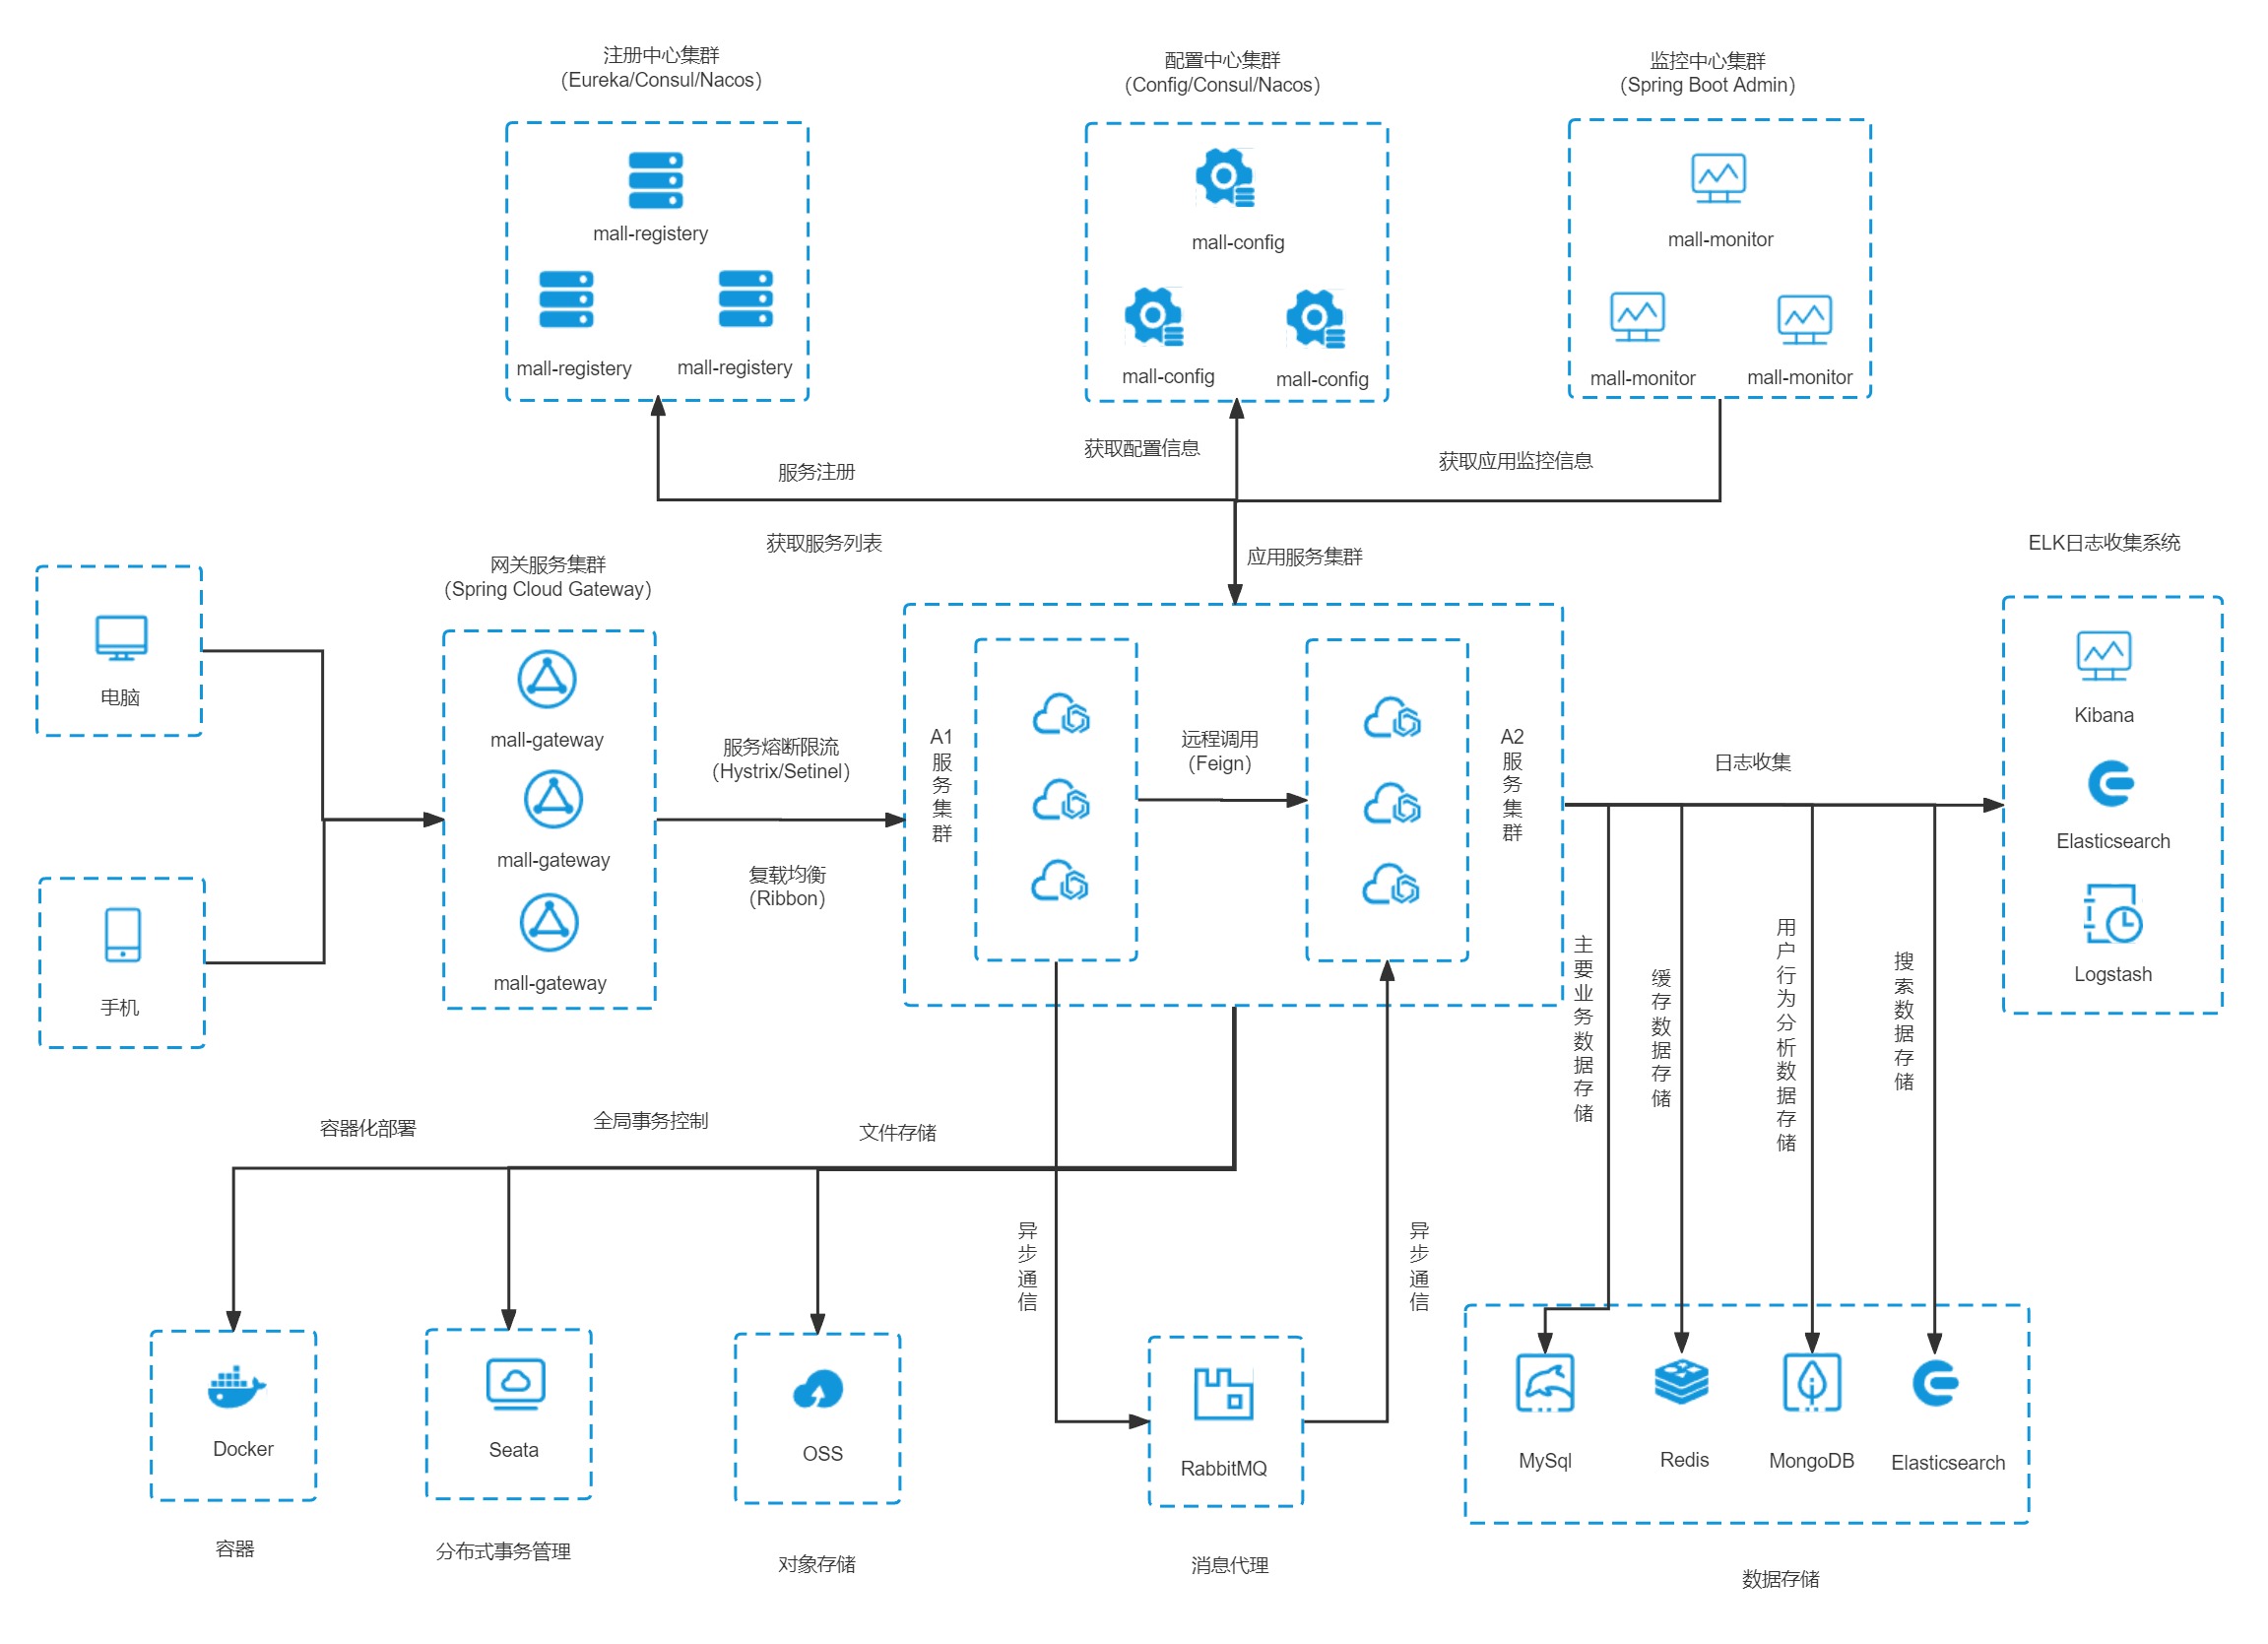 注册中心集群
(Eureka/Consul/Nacos)
配置中心集群
(Config/Consul/Nacos)
监控中心集群
(Spring Boot Admin)
mall-registery
mall-registery
mall-registery
mall-config
mall-config
mall-config
mall-monitor
mall-monitor
mall-monitor
服务注册
获取配置信息
获取应用监控信息
获取服务列表
应用服务集群
网关服务集群
(Spring Cloud Gateway)
ELK日志收集系统
电脑
手机
mall-gateway
mall-gateway
mall-gateway
服务熔断限流
(Hystrix/Setinel)
复载均衡
(Ribbon)
A1服务集群
远程调用
(Feign)
A2服务集群
日志收集
Kibana
Elasticsearch
Logstash
主要业务数据存储
缓存数据存储
用户行为分析数据存储
搜索数据存储
容器化部署
全局事务控制
文件存储
异步通信
异步通信
Docker
Seata
OSS
RabbitMQ
MySql
Redis
MongoDB
Elasticsearch
容器
分布式事务管理
对象存储
消息代理
数据存储